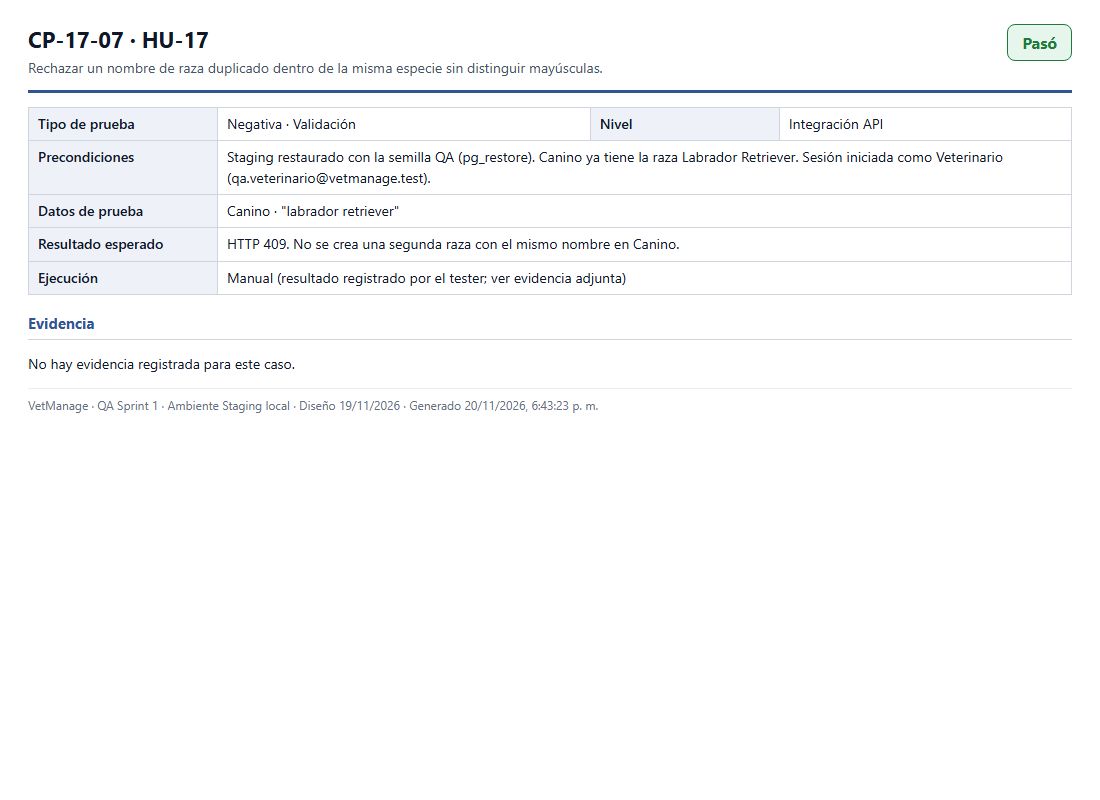 CP-17-07 · HU-17
Pasó
Rechazar un nombre de raza duplicado dentro de la misma especie sin distinguir mayúsculas.
Tipo de prueba
Negativa · Validación
Nivel
Integración API
Precondiciones
Staging restaurado con la semilla QA (pg_restore). Canino ya tiene la raza Labrador Retriever. Sesión iniciada como Veterinario
(qa.veterinario@vetmanage.test).
Datos de prueba
Canino · "labrador retriever"
Resultado esperado
HTTP 409. No se crea una segunda raza con el mismo nombre en Canino.
Ejecución
Manual (resultado registrado por el tester; ver evidencia adjunta)
Evidencia
No hay evidencia registrada para este caso.
VetManage · QA Sprint 1 · Ambiente Staging local · Diseño 19/11/2026 · Generado 20/11/2026, 6:43:23 p. m.